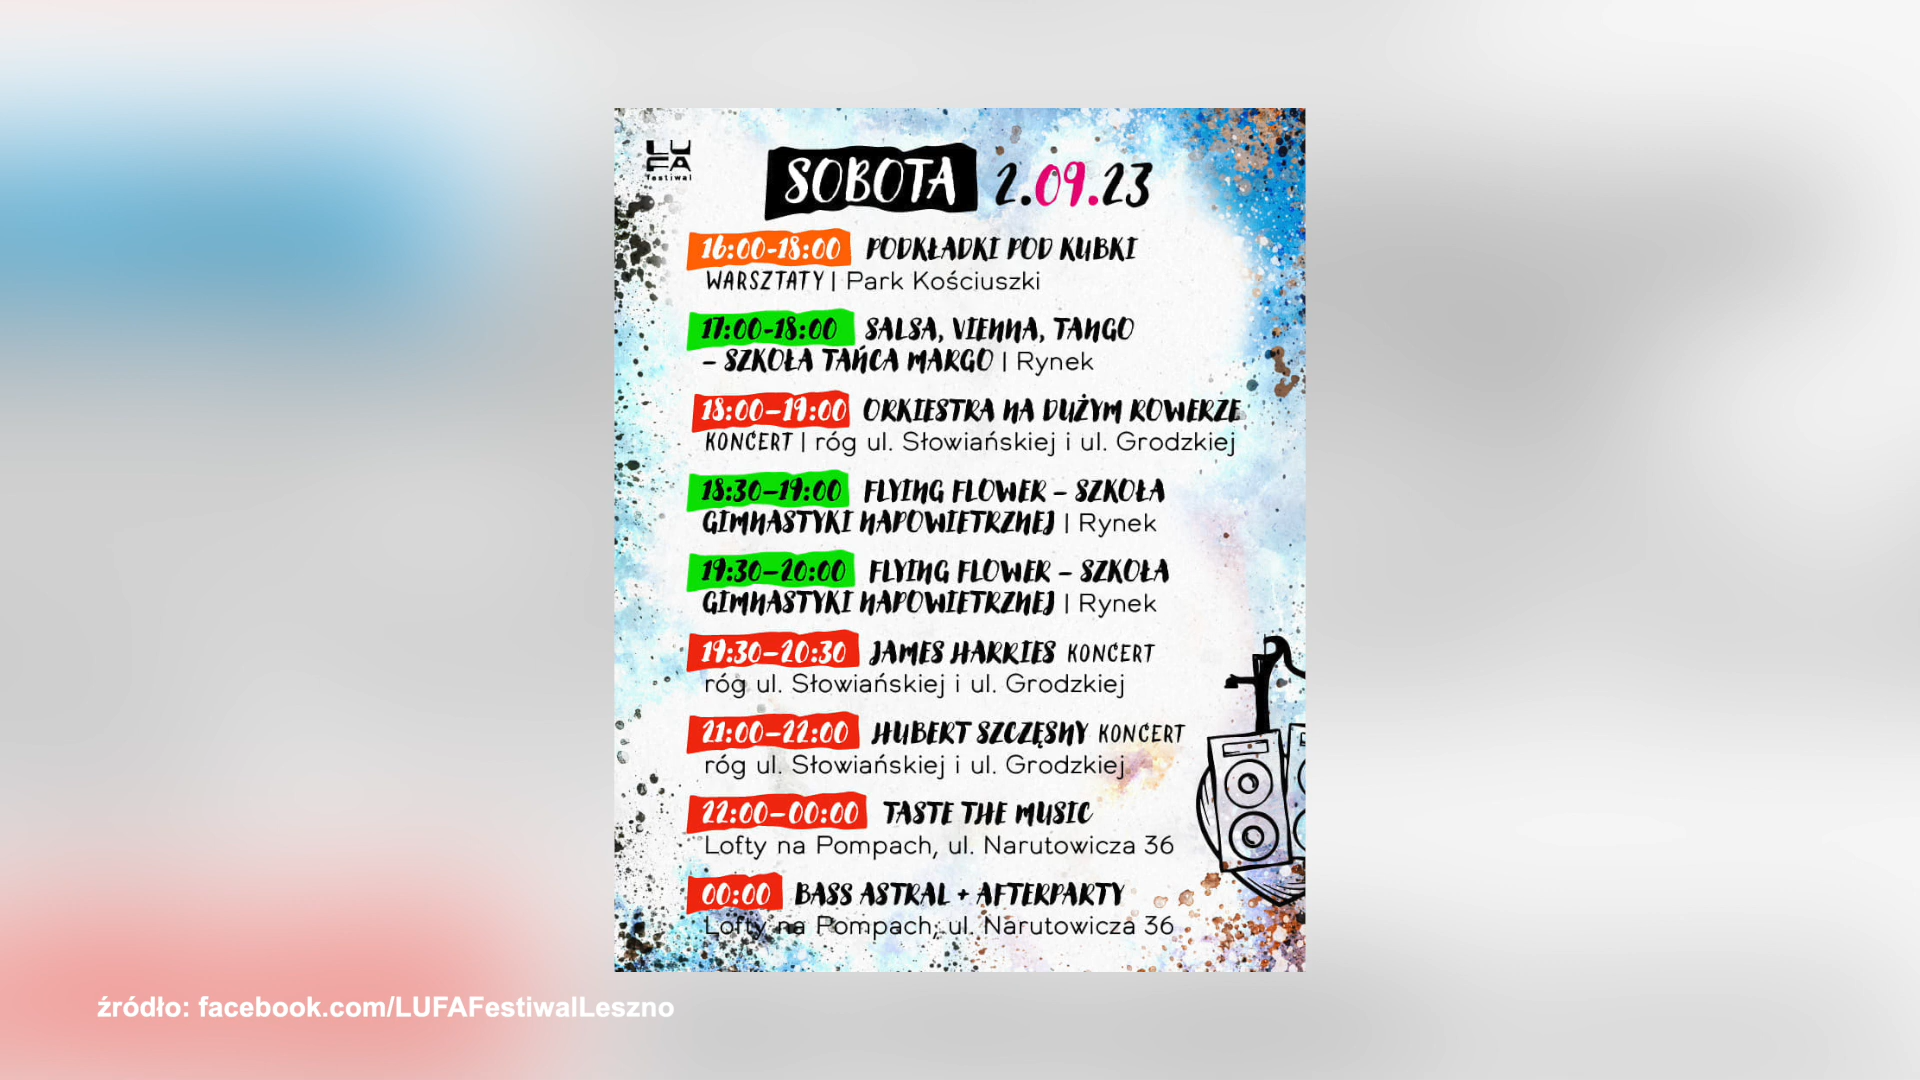 LUFA
festiwal
SOBOTA 2.09.23
16:00-18:00 PODKŁADKI POD KUBKI
WARSZTATY | Park Kościuszki
17:00-18:00 SALSA, VIENNA, TANGO
– SZKOŁA TAŃCA MARGO | Rynek
18:00–19:00 ORKIESTRA NA DUŻYM ROWERZE
KONCERT | róg ul. Słowiańskiej i ul. Grodzkiej
18:30–19:00 FLYING FLOWER – SZKOŁA
GIMNASTYKI NAPOWIETRZNEJ | Rynek
19:30–20:00 FLYING FLOWER – SZKOŁA
GIMNASTYKI NAPOWIETRZNEJ | Rynek
19:30–20:30 JAMES HARRIES KONCERT
róg ul. Słowiańskiej i ul. Grodzkiej
21:00–22:00 HUBERT SZCZĘSNY KONCERT
róg ul. Słowiańskiej i ul. Grodzkiej
22:00–00:00 TASTE THE MUSIC
Lofty na Pompach, ul. Narutowicza 36
00:00 BASS ASTRAL + AFTERPARTY
Lofty na Pompach, ul. Narutowicza 36
źródło: facebook.com/LUFAFestiwalLeszno